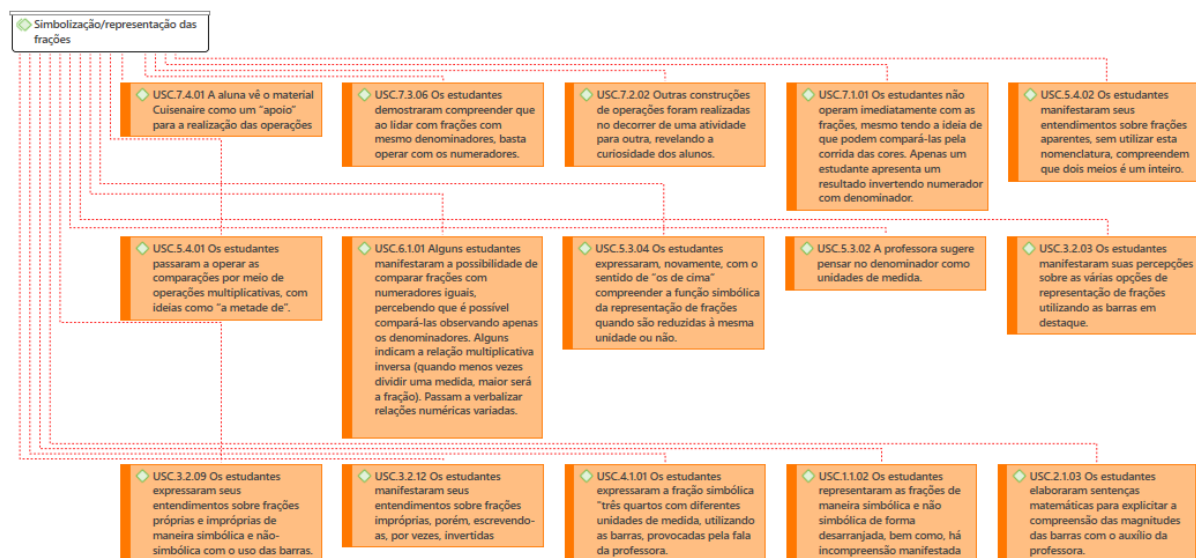 Simbolização/representação das
frações
USC.7.4.01 A aluna vê o material
Cuisenaire como um "apoio"
para a realização das operações
USC.7.3.06 Os estudantes
demostraram compreender que
ao lidar com frações com
mesmo denominadores, basta
operar com os numeradores.
USC.7.2.02 Outras construções
de operações foram realizadas
no decorrer de uma atividade
para outra, revelando a
curiosidade dos alunos.
USC.7.1.01 Os estudantes não
operam imediatamente com as
frações, mesmo tendo a ideia de
que podem compará-las pela
corrida das cores. Apenas um
estudante apresenta um
resultado invertendo numerador
com denominador.
USC.5.4.02 Os estudantes
manifestaram seus
entendimentos sobre frações
aparentes, sem utilizar esta
nomenclatura, compreendem
que dois meios é um inteiro.
USC.5.4.01 Os estudantes
passaram a operar as
comparações por meio de
operações multiplicativas, com
ideias como "a metade de".
USC.6.1.01 Alguns estudantes
manifestaram a possibilidade de
comparar frações com
numeradores iguais,
percebendo que é possível
compará-las observando apenas
os denominadores. Alguns
indicam a relação multiplicativa
inversa (quando menos vezes
dividir uma medida, maior será
a fração). Passam a verbalizar
relações numéricas variadas.
USC.5.3.04 Os estudantes
expressaram, novamente, com o
sentido de "os de cima"
compreender a função simbólica
da representação de frações
quando são reduzidas à mesma
unidade ou não.
USC.5.3.02 A professora sugere
pensar no denominador como
unidades de medida.
USC.3.2.03 Os estudantes
manifestaram suas percepções
sobre as várias opções de
representação de frações
utilizando as barras em
destaque.
USC.3.2.09 Os estudantes
expressaram seus
entendimentos sobre frações
próprias e impróprias de
maneira simbólica e não-
simbólica com o uso das barras.
USC.3.2.12 Os estudantes
manifestaram seus
entendimentos sobre frações
impróprias, porém, escrevendo-
as, por vezes, invertidas
USC.4.1.01 Os estudantes
expressaram a fração simbólica
"três quartos com diferentes
unidades de medida, utilizando
as barras, provocadas pela fala
da professora.
USC.1.1.02 Os estudantes
representaram as frações de
maneira simbólica e não
simbólica de forma
desarranjada, bem como, há
incompreensão manifestada
USC.2.1.03 Os estudantes
elaboraram sentenças
matemáticas para explicitar a
compreensão das magnitudes
das barras com o auxílio da
professora.